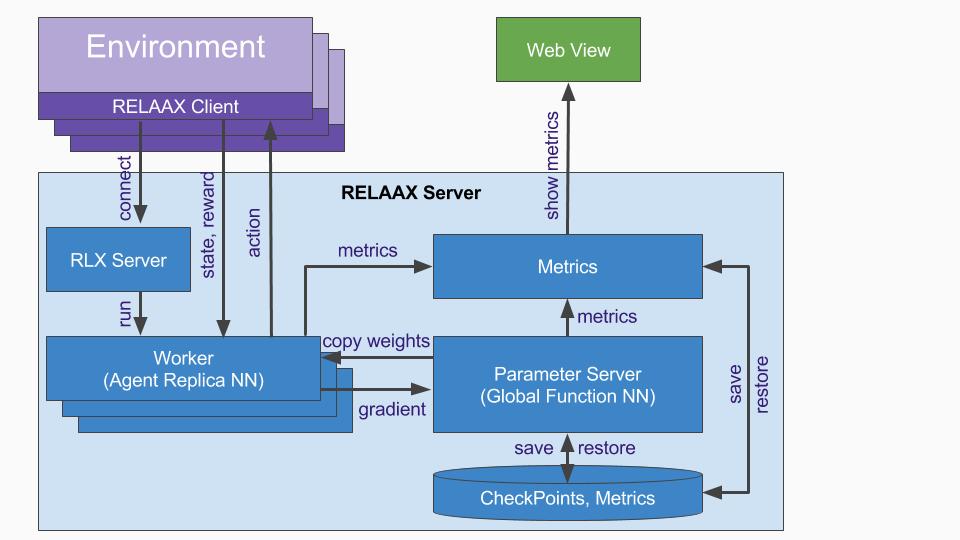 Environment
RELAAX Client
Web View
connect
state, reward
action
show metrics
RELAAX Server
RLX Server
metrics
Metrics
run
metrics
copy weights
Worker
(Agent Replica NN)
Parameter Server
(Global Function NN)
gradient
save
restore
save
restore
CheckPoints, Metrics